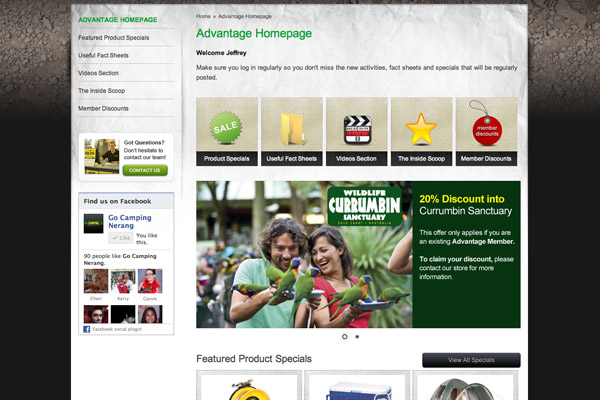 ADVANTAGE HOMEPAGE
Featured Product Specials
Useful Fact Sheets
Videos Section
The Inside Scoop
Member Discounts
Got Questions?
Don't hesitate to
contact our team!
CONTACT US
Find us on Facebook
Go Camping
Nerang
Like
You like
this.
90 people like Go Camping
Nerang.
Cheri Kerry Cassie
Facebook social plugin
Home » Advantage Homepage
Advantage Homepage
Welcome Jeffrey
Make sure you log in regularly so you don't miss the new activities, fact sheets and specials that will be regularly
posted.
SALE
member
discounts
Product Specials Useful Fact Sheets Videos Section The Inside Scoop Member Discounts
WILDLIFE
CURRUMBIN
SANCTUARY
GOLD COAST • AUSTRALIA
20% Discount into
Currumbin Sanctuary
This offer only applies if you are
an existing Advantage Member.
To claim your discount, please
contact our store for more
information.
Featured Product Specials
View All Specials